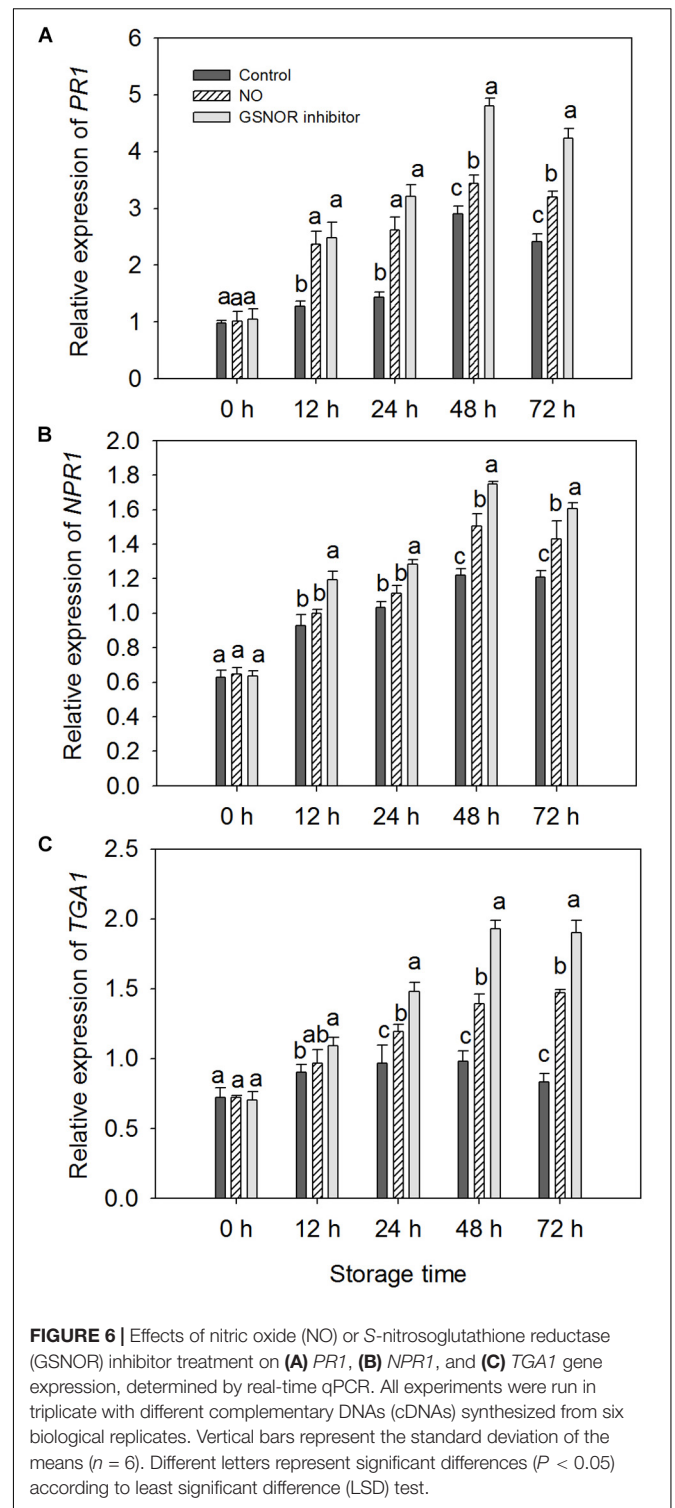 A
Relative expression of PR1
6
5
4
3
2
1
0
Control
NO
GSNOR inhibitor
a a a
b a a
b a a
c b a
c b a
0 h 12 h 24 h 48 h 72 h
B
Relative expression of NPR1
2.0
1.8
1.6
1.4
1.2
1.0
0.8
0.6
0.4
0.2
0.0
a a a
b b a
b b a
c b a
c b a
0 h 12 h 24 h 48 h 72 h
C
Relative expression of TGA1
2.5
2.0
1.5
1.0
0.5
0.0
a a a
b ab a
c b a
c b a
c b a
0 h 12 h 24 h 48 h 72 h
Storage time
FIGURE 6 | Effects of nitric oxide (NO) or S-nitrosoglutathione reductase
(GSNOR) inhibitor treatment on (A) PR1, (B) NPR1, and (C) TGA1 gene
expression, determined by real-time qPCR. All experiments were run in
triplicate with different complementary DNAs (cDNAs) synthesized from six
biological replicates. Vertical bars represent the standard deviation of the
means (n = 6). Different letters represent significant differences (P < 0.05)
according to least significant difference (LSD) test.